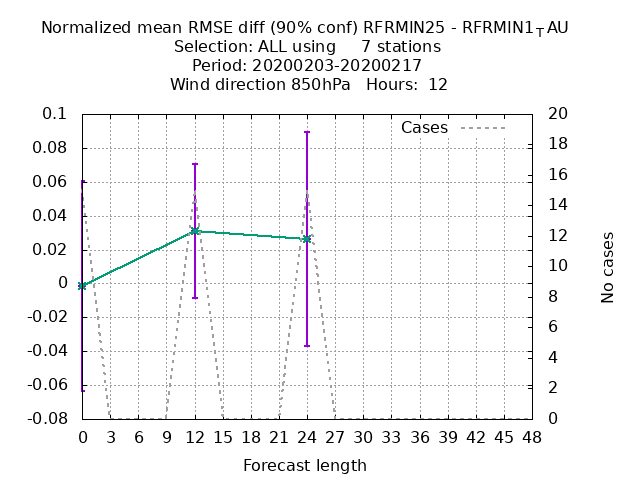 Normalized mean RMSE diff (90% conf) RFRMIN25 - RFRMIN1_TAU
Selection: ALL using     7 stations
Period: 20200203-20200217
Wind direction 850hPa   Hours:  12
Cases
0.1
0.08
0.06
0.04
0.02
0
-0.02
-0.04
-0.06
-0.08
20
18
16
14
12
10
8
6
4
2
0
No cases
0 3 6 9 12 15 18 21 24 27 30 33 36 39 42 45 48
Forecast length